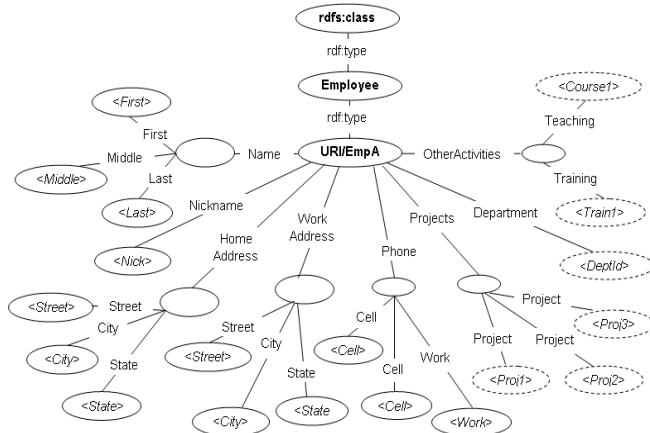 rdfs:class
rdf:type
Employee
rdf:type
<First>
<Course1>
First
Teaching
Middle
Name
URI/EmpA
OtherActivities
Last
Training
<Middle>
<Last>
Nickname
Work
Address
Projects
Department
<Train1>
Home
Address
Phone
<Nick>
<DeptId>
<Street>
Street
City
State
Street
City
State
Cell
Cell
Work
Project
Project
Project
<Proj3>
<City>
<Street>
<Cell>
<Proj1>
<Proj2>
<State>
<City>
<State
<Cell>
<Work>